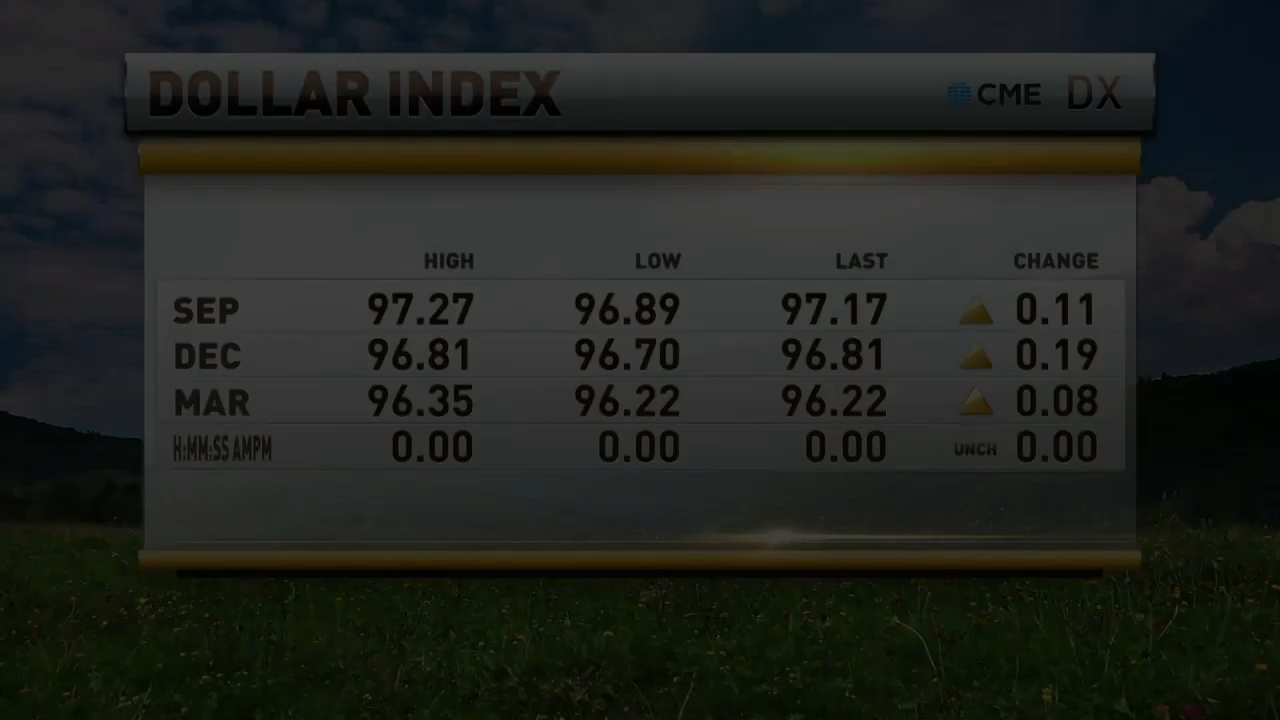 DOLLAR INDEX CME DX
HIGH LOW LAST CHANGE
SEP 97.27 96.89 97.17 0.11
DEC 96.81 96.70 96.81 0.19
MAR 96.35 96.22 96.22 0.08
H:MM:SS AMPM 0.00 0.00 0.00 UNCH 0.00